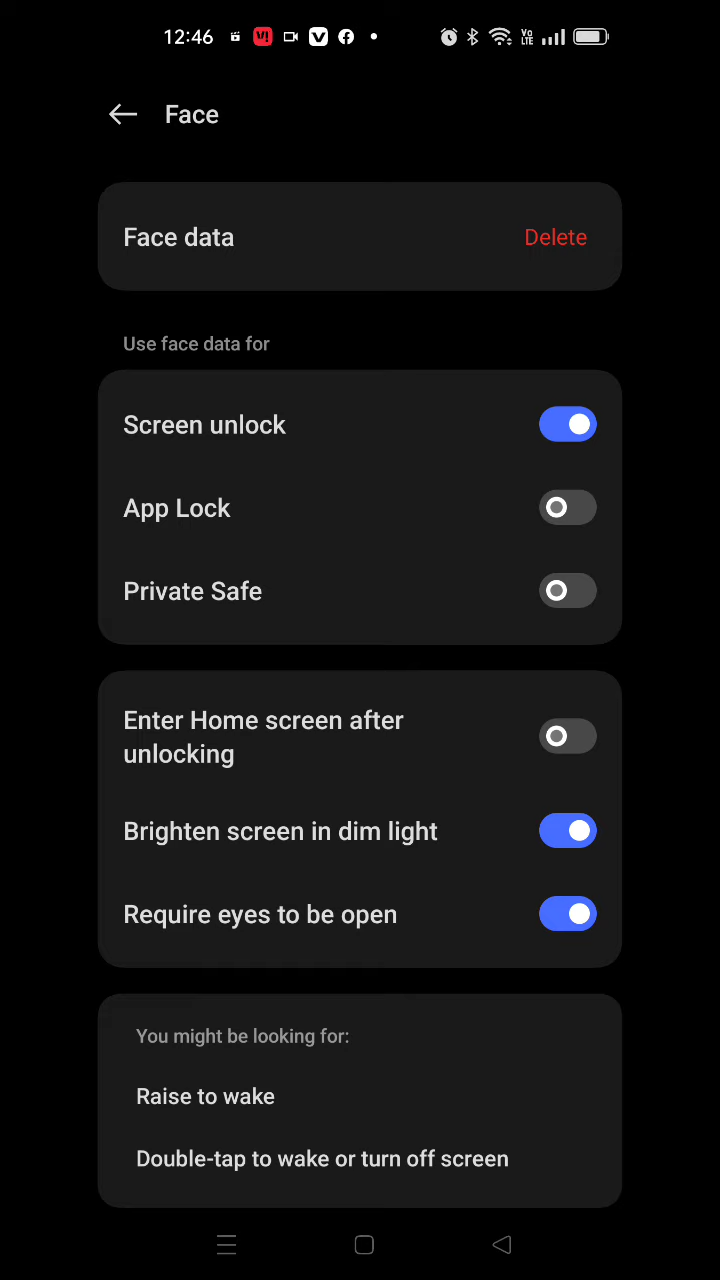 12:46
Vo
LTE
Face
Face data
Delete
Use face data for
Screen unlock
App Lock
Private Safe
Enter Home screen after
unlocking
Brighten screen in dim light
Require eyes to be open
You might be looking for:
Raise to wake
Double-tap to wake or turn off screen